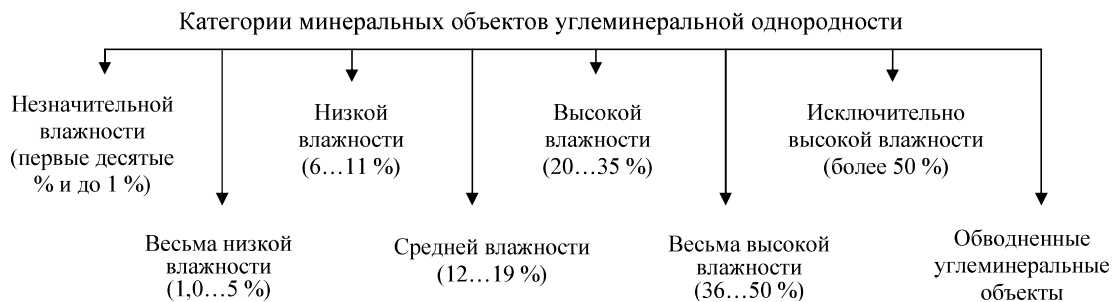 Категории минеральных объектов углеминеральной однородности
Незначительной
влажности
(первые десятые
% и до 1 %)
Низкой
влажности
(6…11 %)
Высокой
влажности
(20…35 %)
Исключительно
высокой влажности
(более 50 %)
Весьма низкой
влажности
(1,0…5 %)
Средней влажности
(12…19 %)
Весьма высокой
влажности
(36…50 %)
Обводненные
углеминеральные
объекты